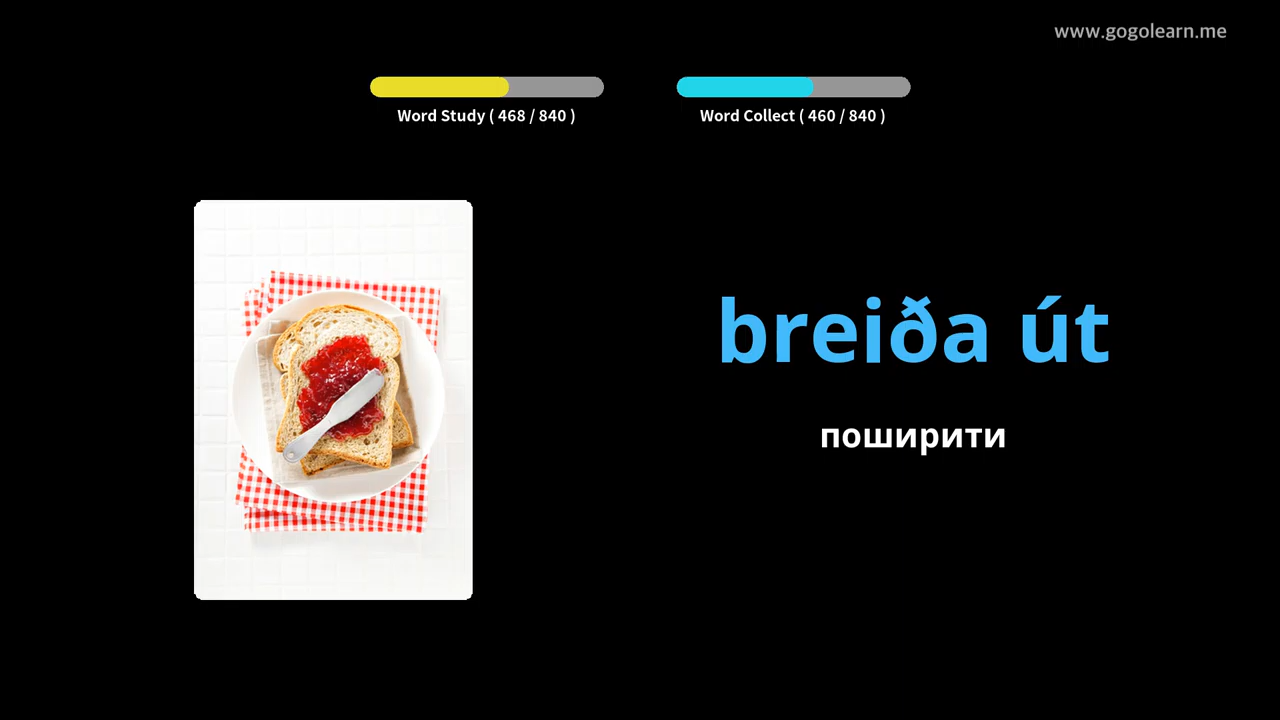 www.gogolearn.me
Word Study ( 468 / 840 )
Word Collect ( 460 / 840 )
breiða út
поширити